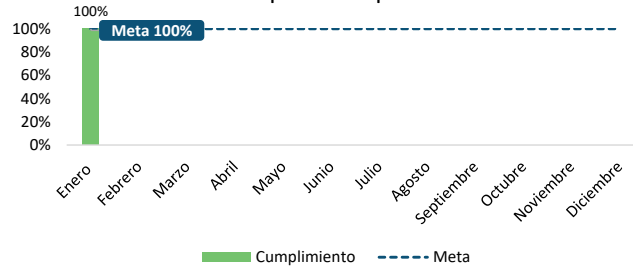 100%
Meta 100%
100%
80%
60%
40%
20%
0%
Enero
Febrero
Marzo
Abril
Mayo
Junio
Julio
Agosto
Septiembre
Octubre
Noviembre
Diciembre
Cumplimiento
Meta